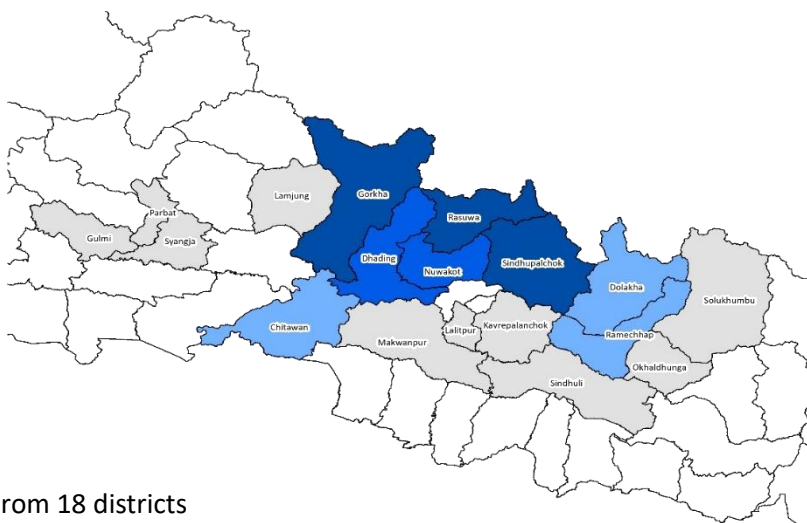 Lamjung
Gorkha
Rasuwa
Parbat
Gulmi
Syangja
Dhading
Nuwakot
Sindhupalchok
Dolakha
Solukhumbu
Chitawan
Lalitpur
Kavrepalanchok
Ramechhap
Makwanpur
Okhaldhunga
Sindhuli
rom 18 districts